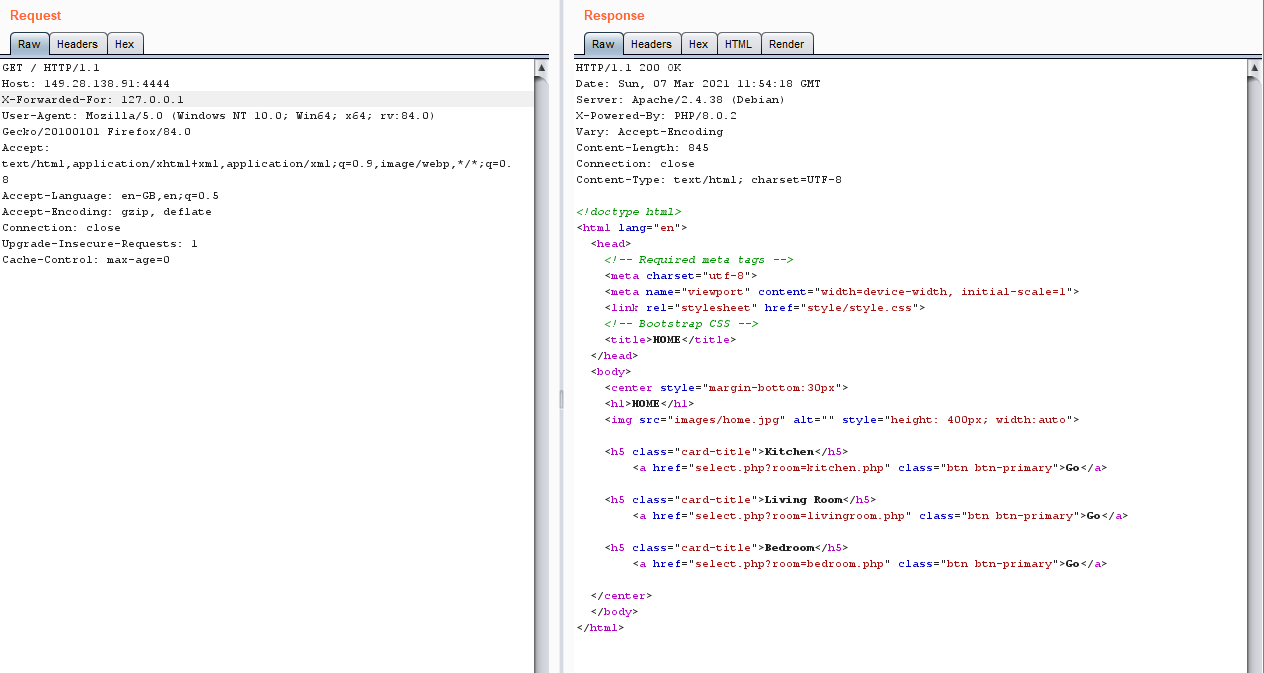 Request
Raw Headers Hex
GET / HTTP/1.1
Host: 149.28.138.91:4444
X-Forwarded-For: 127.0.0.1
User-Agent: Mozilla/5.0 (Windows NT 10.0; Win64; x64; rv:84.0)
Gecko/20100101 Firefox/84.0
Accept:
text/html,application/xhtml+xml,application/xml;q=0.9,image/webp,*/*;q=0.
8
Accept-Language: en-GB,en;q=0.5
Accept-Encoding: gzip, deflate
Connection: close
Upgrade-Insecure-Requests: 1
Cache-Control: max-age=0
Response
Raw Headers Hex HTML Render
HTTP/1.1 200 OK
Date: Sun, 07 Mar 2021 11:54:18 GMT
Server: Apache/2.4.38 (Debian)
X-Powered-By: PHP/8.0.2
Vary: Accept-Encoding
Content-Length: 845
Connection: close
Content-Type: text/html; charset=UTF-8
<!doctype html>
<html lang="en">
<head>
<!-- Required meta tags -->
<meta charset="utf-8">
<meta name="viewport" content="width=device-width, initial-scale=1">
<link rel="stylesheet" href="style/style.css">
<!-- Bootstrap CSS -->
<title>HOME</title>
</head>
<body>
<center style="margin-bottom:30px">
<h1>HOME</h1>
<img src="images/home.jpg" alt="" style="height: 400px; width:auto">
<h5 class="card-title">Kitchen</h5>
<a href="select.php?room=kitchen.php" class="btn btn-primary">Go</a>
<h5 class="card-title">Living Room</h5>
<a href="select.php?room=livingroom.php" class="btn btn-primary">Go</a>
<h5 class="card-title">Bedroom</h5>
<a href="select.php?room=bedroom.php" class="btn btn-primary">Go</a>
</center>
</body>
</html>